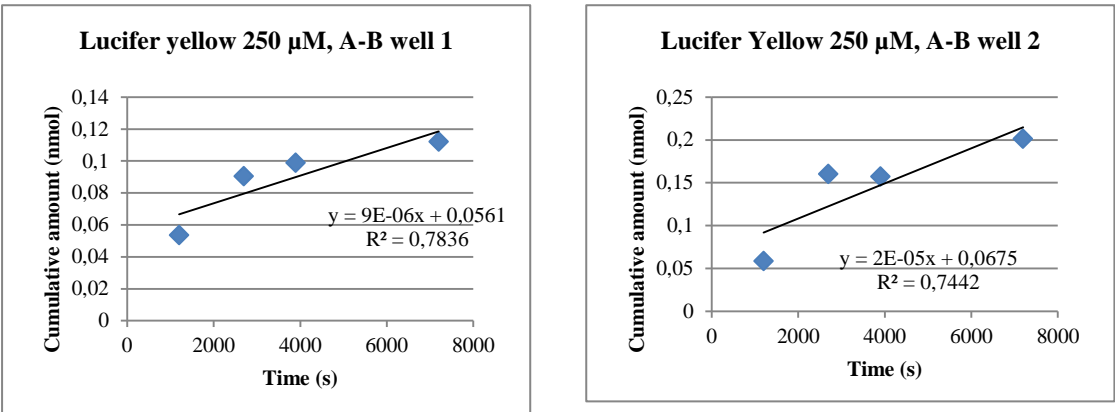 Lucifer yellow 250 µM, A-B well 1
Cumulative amount (nmol)
0,14
0,12
0,1
0,08
0,06
0,04
0,02
0
y = 9E-06x + 0,0561
R² = 0,7836
0 2000 4000 6000 8000
Time (s)
Lucifer Yellow 250 µM, A-B well 2
Cumulative amount (nmol)
0,25
0,2
0,15
0,1
0,05
0
y = 2E-05x + 0,0675
R² = 0,7442
0 2000 4000 6000 8000
Time (s)